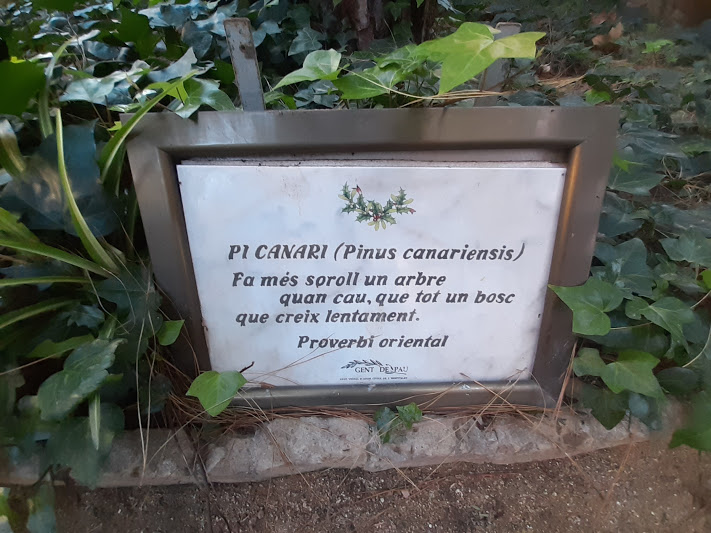 PI CANARI (Pinus canariensis)
Fa més soroll un arbre
quan cau, que tot un bosc
que creix lentament.
Proverbi oriental
GENT DE PAU